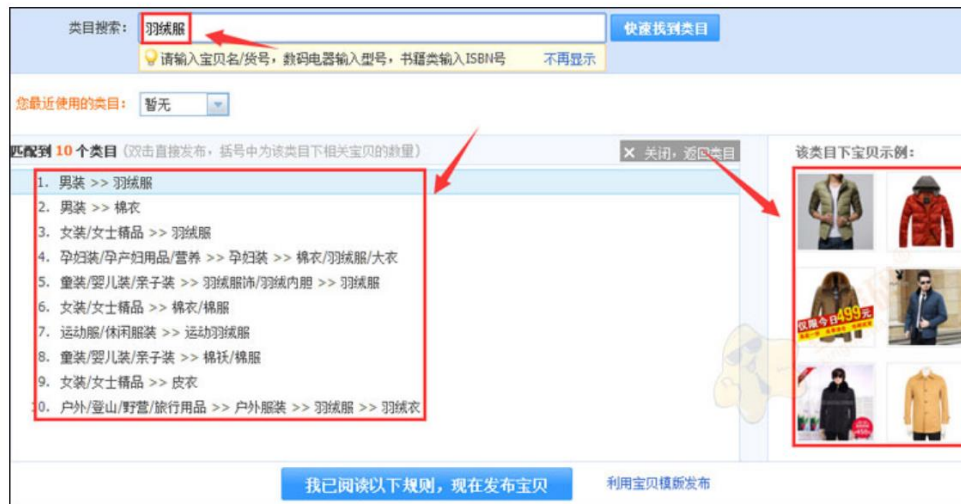 类目搜索: 羽绒服 快速找到类目
请输入宝贝名/货号，数码电器输入型号，书籍类输入ISBN号 不再显示
您最近使用的类目: 暂无
匹配到 10 个类目 (双击直接发布，括号中为该类目下相关宝贝的数量) × 关闭，返回类目 该类目下宝贝示例:
1. 男装 >> 羽绒服
2. 男装 >> 棉衣
3. 女装/女士精品 >> 羽绒服
4. 孕妇装/孕产妇用品/营养 >> 孕妇装 >> 棉衣/羽绒服/大衣
5. 童装/婴儿装/亲子装 >> 羽绒服饰/羽绒内胆 >> 羽绒服
6. 女装/女士精品 >> 棉衣/棉服
7. 运动服/休闲服装 >> 运动羽绒服
8. 童装/婴儿装/亲子装 >> 棉袄/棉服
9. 女装/女士精品 >> 皮衣
10. 户外/登山/野营/旅行用品 >> 户外服装 >> 羽绒服 >> 羽绒衣
仅限今日499元
我已阅读以下规则，现在发布宝贝 利用宝贝模版发布